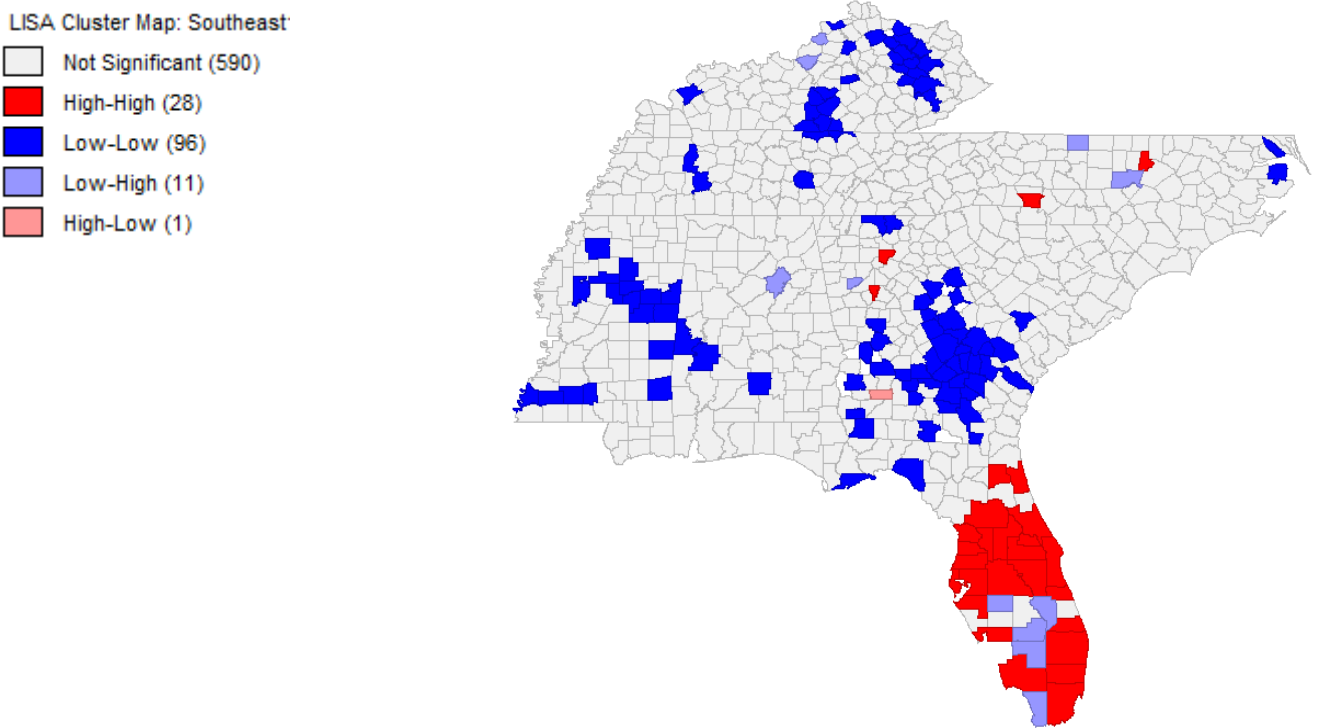 LISA Cluster Map: Southeast
Not Significant (590)
High-High (28)
Low-Low (96)
Low-High (11)
High-Low (1)